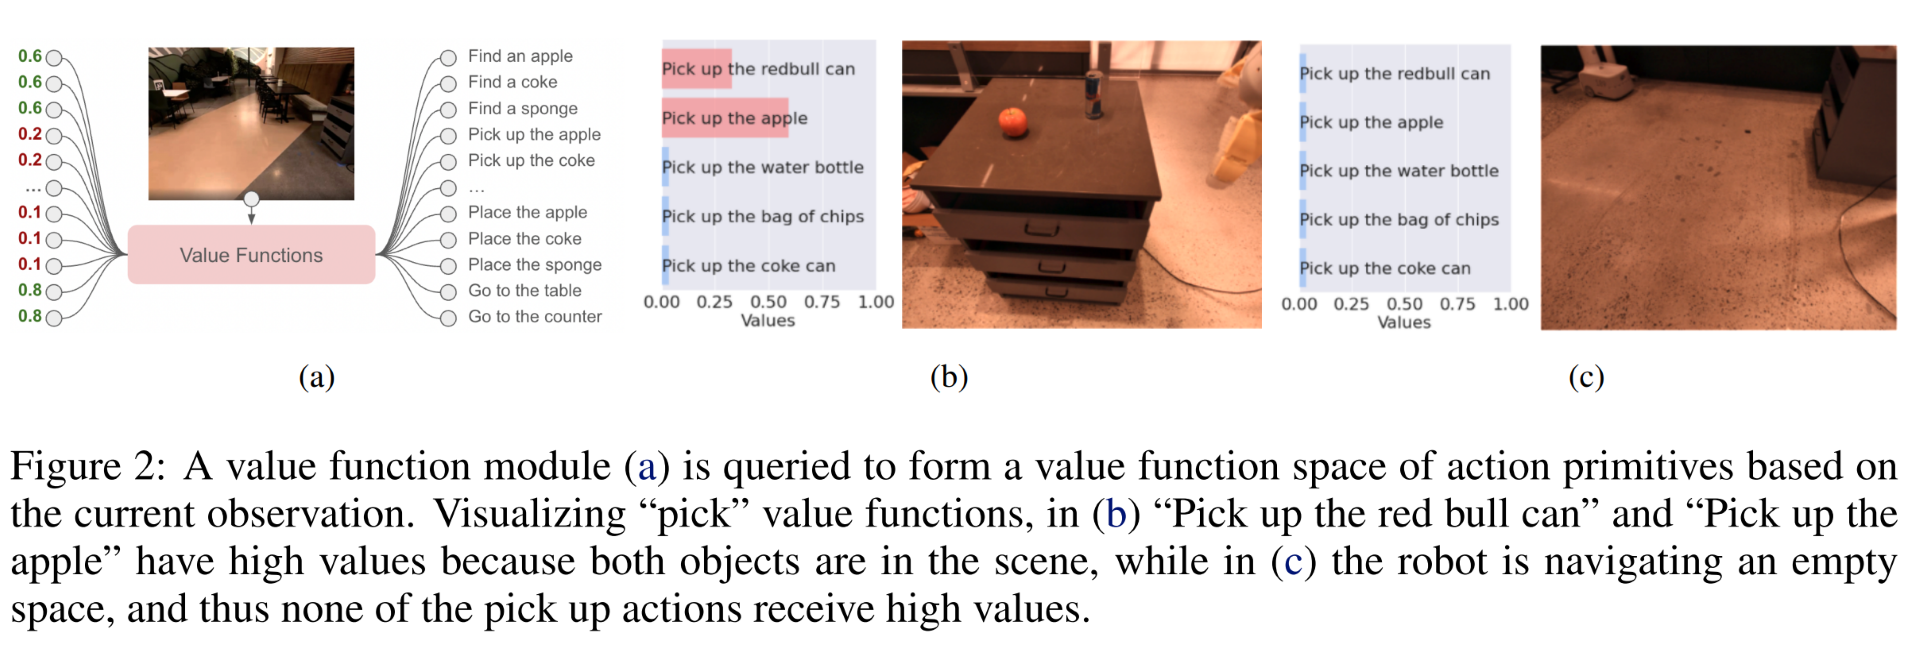 0.6
0.6
0.6
0.2
0.2
...
0.1
0.1
0.1
0.8
0.8
Value Functions
Find an apple
Find a coke
Find a sponge
Pick up the apple
Pick up the coke
...
Place the apple
Place the coke
Place the sponge
Go to the table
Go to the counter
(a)
Pick up the redbull can
Pick up the apple
Pick up the water bottle
Pick up the bag of chips
Pick up the coke can
0.00 0.25 0.50 0.75 1.00
Values
(b)
Pick up the redbull can
Pick up the apple
Pick up the water bottle
Pick up the bag of chips
Pick up the coke can
0.00 0.25 0.50 0.75 1.00
Values
(c)
Figure 2: A value function module (a) is queried to form a value function space of action primitives based on
the current observation. Visualizing “pick” value functions, in (b) “Pick up the red bull can” and “Pick up the
apple” have high values because both objects are in the scene, while in (c) the robot is navigating an empty
space, and thus none of the pick up actions receive high values.